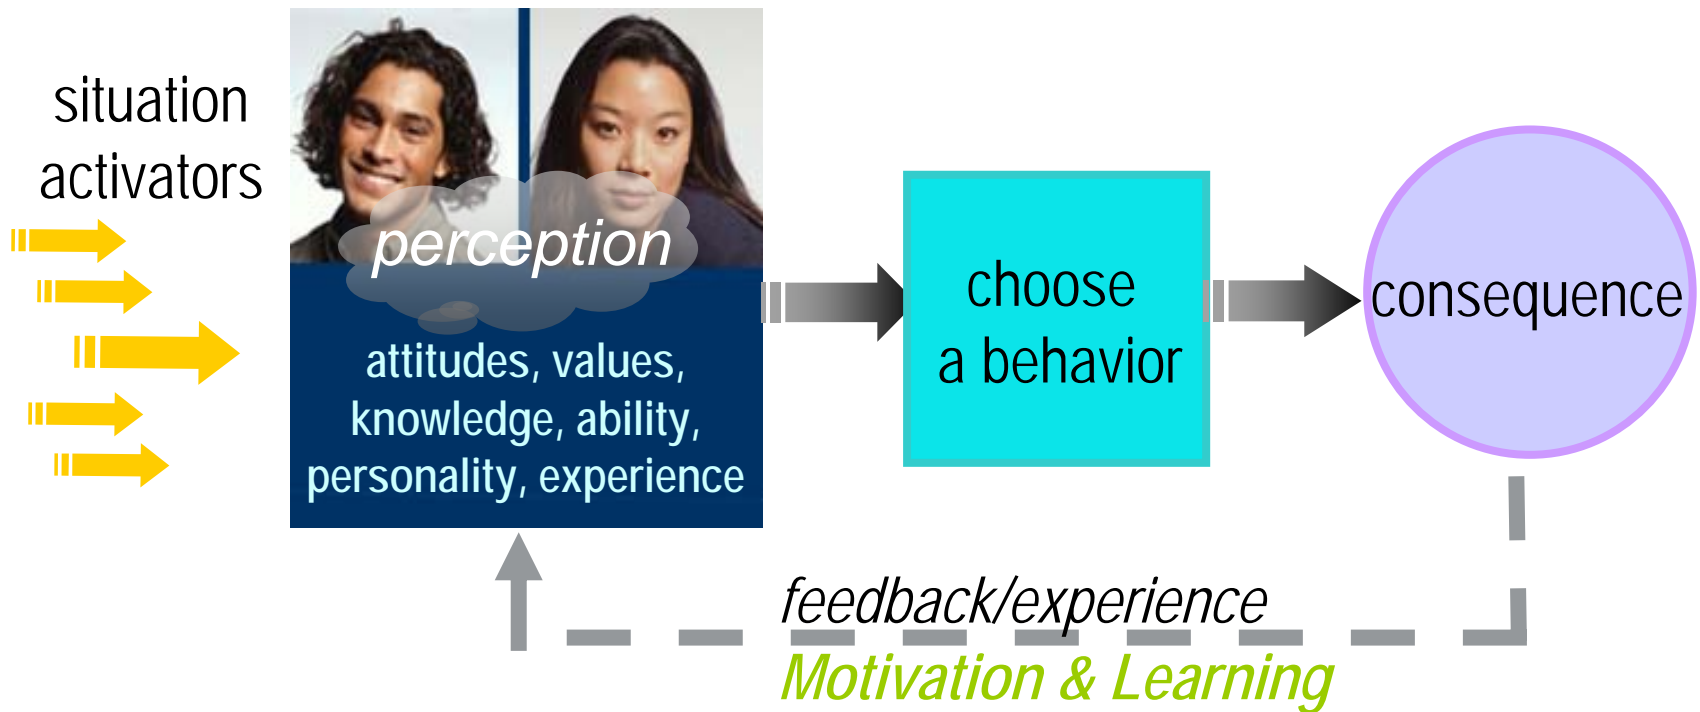 situation
activators
perception
attitudes, values,
knowledge, ability,
personality, experience
choose
a behavior
consequence
feedback/experience
Motivation & Learning